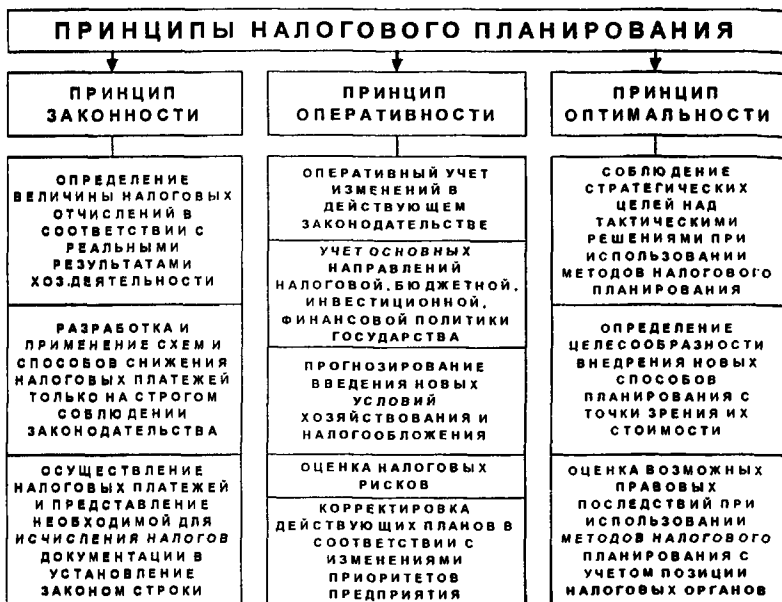 ПРИНЦИПЫ НАЛОГОВОГО ПЛАНИРОВАНИЯ
ПРИНЦИП
ЗАКОННОСТИ
ОПРЕДЕЛЕНИЕ
ВЕЛИЧИНЫ НАЛОГОВЫХ
ОТЧИСЛЕНИЙ В
СООТВЕТСТВИИ С
РЕАЛЬНЫМИ
РЕЗУЛЬТАТАМИ
ХОЗ.ДЕЯТЕЛЬНОСТИ
РАЗРАБОТКА И
ПРИМЕНЕНИЕ СХЕМ И
СПОСОБОВ СНИЖЕНИЯ
НАЛОГОВЫХ ПЛАТЕЖЕЙ
ТОЛЬКО НА СТРОГОМ
СОБЛЮДЕНИИ
ЗАКОНОДАТЕЛЬСТВА
ОСУЩЕСТВЛЕНИЕ
НАЛОГОВЫХ ПЛАТЕЖЕЙ
И ПРЕДСТАВЛЕНИЕ
НЕОБХОДИМОЙ ДЛЯ
ИСЧИСЛЕНИЯ НАЛОГОВ
ДОКУМЕНТАЦИИ В
УСТАНОВЛЕНИЕ
ЗАКОНОМ СТРОКИ
ПРИНЦИП
ОПЕРАТИВНОСТИ
ОПЕРАТИВНЫЙ УЧЕТ
ИЗМЕНЕНИЙ В
ДЕЙСТВУЮЩЕМ
ЗАКОНОДАТЕЛЬСТВЕ
УЧЕТ ОСНОВНЫХ
НАПРАВЛЕНИЙ
НАЛОГОВОЙ, БЮДЖЕТНОЙ,
ИНВЕСТИЦИОННОЙ,
ФИНАНСОВОЙ ПОЛИТИКИ
ГОСУДАРСТВА
ПРОГНОЗИРОВАНИЕ
ВВЕДЕНИЯ НОВЫХ
УСЛОВИЙ
ХОЗЯЙСТВОВАНИЯ И
НАЛОГООБЛОЖЕНИЯ
ОЦЕНКА НАЛОГОВЫХ
РИСКОВ
КОРРЕКТИРОВКА
ДЕЙСТВУЮЩИХ ПЛАНОВ В
СООТВЕТСТВИИ С
ИЗМЕНЕНИЯМИ
ПРИОРИТЕТОВ
ПРЕДПРИЯТИЯ
ПРИНЦИП
ОПТИМАЛЬНОСТИ
СОБЛЮДЕНИЕ
СТРАТЕГИЧЕСКИХ
ЦЕЛЕЙ НАД
ТАКТИЧЕСКИМИ
РЕШЕНИЯМИ ПРИ
ИСПОЛЬЗОВАНИИ
МЕТОДОВ НАЛОГОВОГО
ПЛАНИРОВАНИЯ
ОПРЕДЕЛЕНИЕ
ЦЕЛЕСООБРАЗНОСТИ
ВНЕДРЕНИЯ НОВЫХ
СПОСОБОВ
ПЛАНИРОВАНИЯ С
ТОЧКИ ЗРЕНИЯ ИХ
СТОИМОСТИ
ОЦЕНКА ВОЗМОЖНЫХ
ПРАВОВЫХ
ПОСЛЕДСТВИЙ ПРИ
ИСПОЛЬЗОВАНИИ
МЕТОДОВ НАЛОГОВОГО
ПЛАНИРОВАНИЯ С
УЧЕТОМ ПОЗИЦИИ
НАЛОГОВЫХ ОРГАНОВ